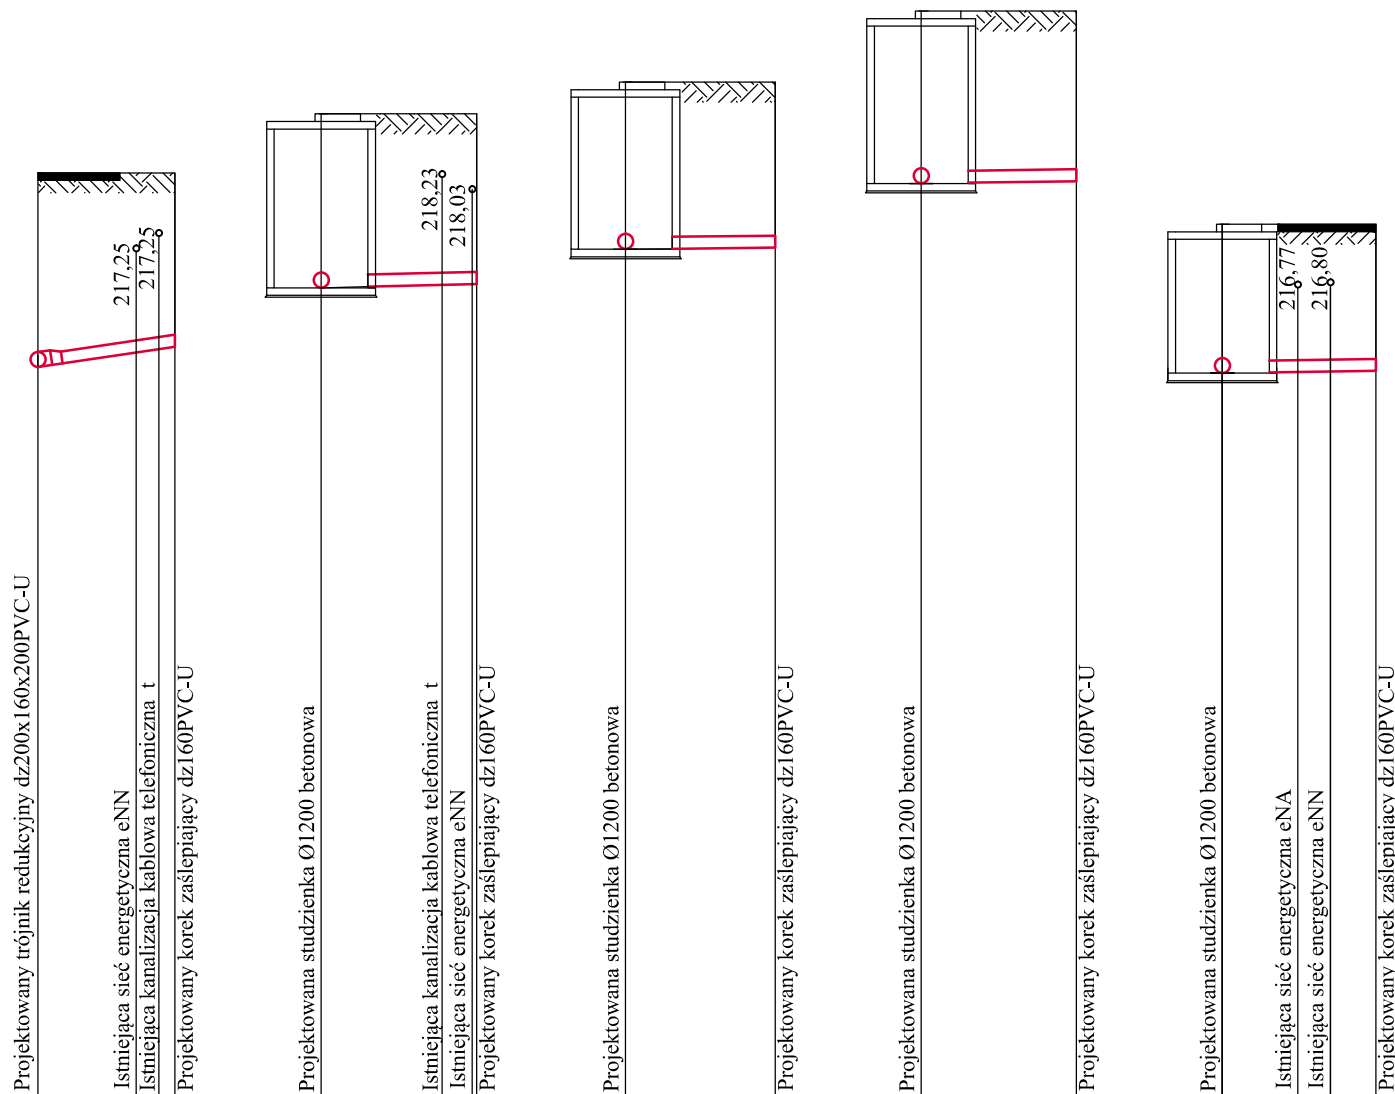 Projektowany trójnik redukcyjny dz200x160x200PVC-U
217,25
Istniejąca sieć energetyczna eNN
217,25
Istniejąca kanalizacja kablowa telefoniczna t
Projektowany korek zaślepiający dz160PVC-U
Projektowana studzienka Ø1200 betonowa
218,23
Istniejąca kanalizacja kablowa telefoniczna t
218,03
Istniejąca sieć energetyczna eNN
Projektowany korek zaślepiający dz160PVC-U
Projektowana studzienka Ø1200 betonowa
Projektowany korek zaślepiający dz160PVC-U
Projektowana studzienka Ø1200 betonowa
Projektowany korek zaślepiający dz160PVC-U
Projektowana studzienka Ø1200 betonowa
216,77
Istniejąca sieć energetyczna eNA
216,80
Istniejąca sieć energetyczna eNN
Projektowany korek zaślepiający dz160PVC-U